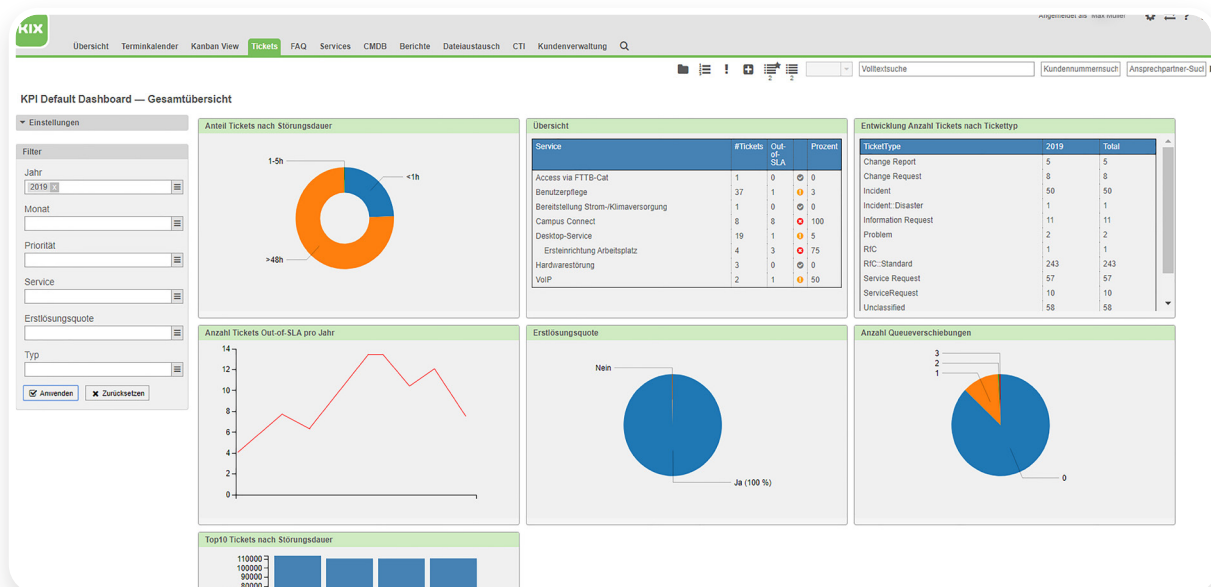 KIX
Angemeldet als Max Müller
Übersicht Terminkalender Kanban View Tickets FAQ Services CMDB Berichte Dateiaustausch CTI Kundenverwaltung
2 2 Volltextsuche Kundennummernsuch Ansprechpartner-Sucl
KPI Default Dashboard — Gesamtübersicht
Einstellungen
Filter
Jahr
2019 x
Monat
Priorität
Service
Erstlösungsquote
Typ
Anwenden Zurücksetzen
Anteil Tickets nach Störungsdauer
1-5h
<1h
>48h
Übersicht
Service #Tickets Out-of-SLA Prozent
Access via FTTB-Cat 1 0 0
Benutzerpflege 37 1 3
Bereitstellung Strom-/Klimaversorgung 1 0 0
Campus Connect 8 8 100
Desktop-Service 19 1 5
Ersteinrichtung Arbeitsplatz 4 3 75
Hardwarestörung 3 0 0
VoIP 2 1 50
Entwicklung Anzahl Tickets nach Tickettyp
TicketType 2019 Total
Change Report 5 5
Change Request 8 8
Incident 50 50
Incident::Disaster 1 1
Information Request 11 11
Problem 2 2
RfC 1 1
RfC::Standard 243 243
Service Request 57 57
ServiceRequest 10 10
Unclassified 58 58
Anzahl Tickets Out-of-SLA pro Jahr
14
12
10
8
6
4
2
0
Erstlösungsquote
Nein
Ja (100 %)
Anzahl Queueverschiebungen
3
2
1
0
Top10 Tickets nach Störungsdauer
110000
100000
90000
80000